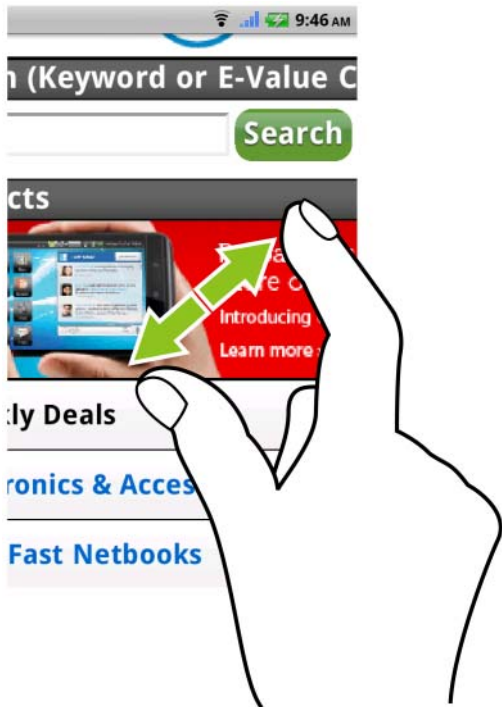 9:46 AM
(Keyword or E-Value C
Search
cts
Introducing
Learn more
kly Deals
ronics & Acces
Fast Netbooks